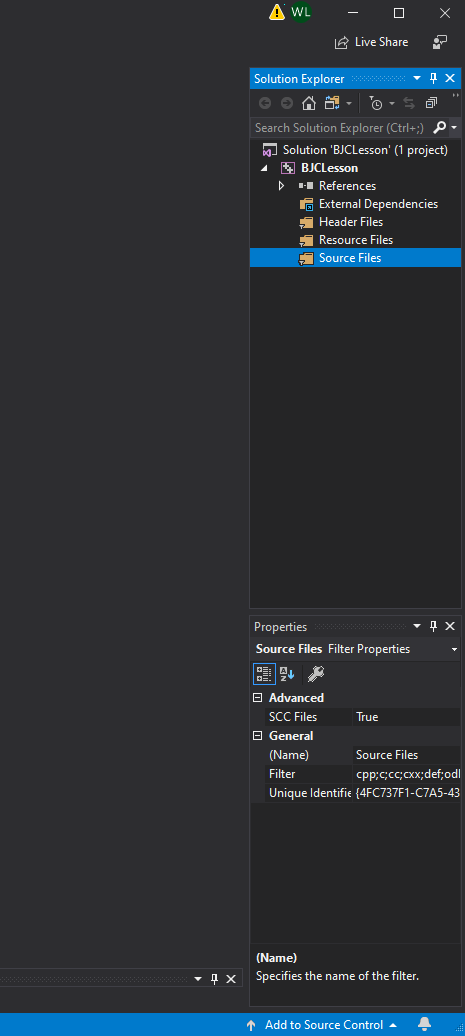 WL
Live Share
Solution Explorer
Search Solution Explorer (Ctrl+;)
Solution 'BJCLesson' (1 project)
BJCLesson
References
External Dependencies
Header Files
Resource Files
Source Files
Properties
Source Files Filter Properties
Advanced
SCC Files True
General
(Name) Source Files
Filter cpp;c;cc;cxx;def;odl
Unique Identifie {4FC737F1-C7A5-43
(Name)
Specifies the name of the filter.
Add to Source Control